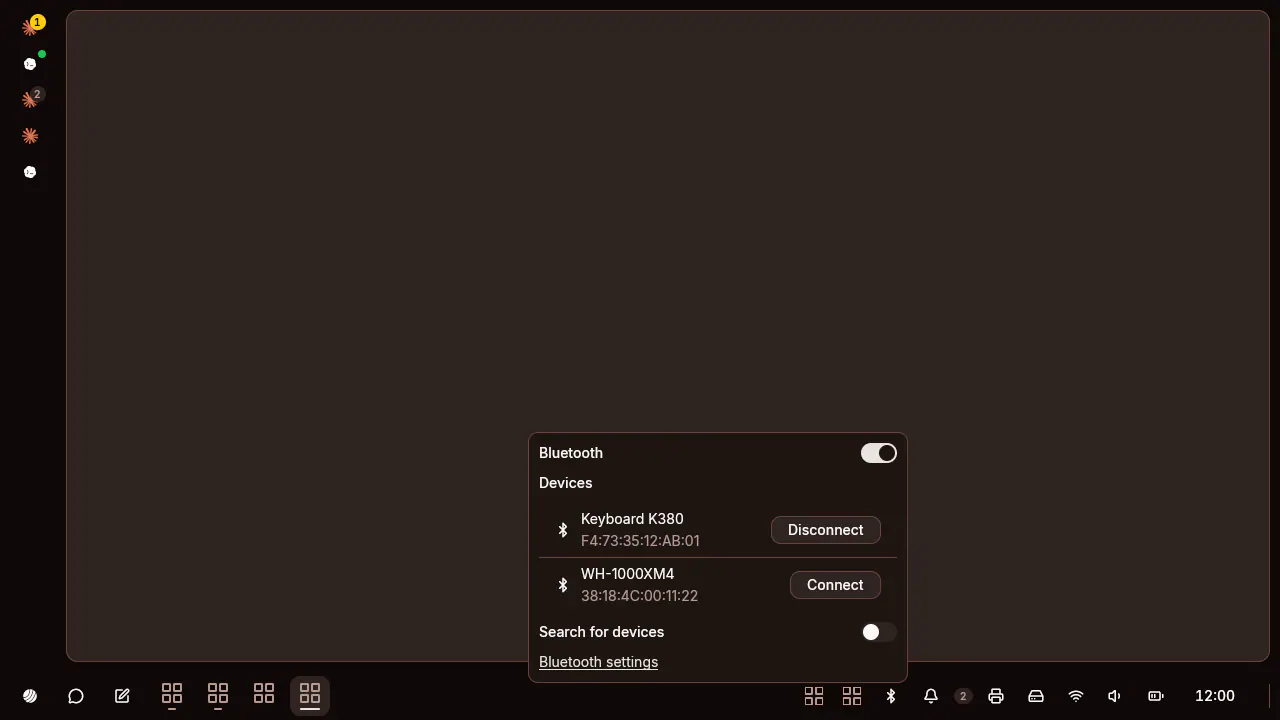 1
2
Bluetooth
Devices
Keyboard K380
F4:73:35:12:AB:01
Disconnect
WH-1000XM4
38:18:4C:00:11:22
Connect
Search for devices
Bluetooth settings
2
12:00